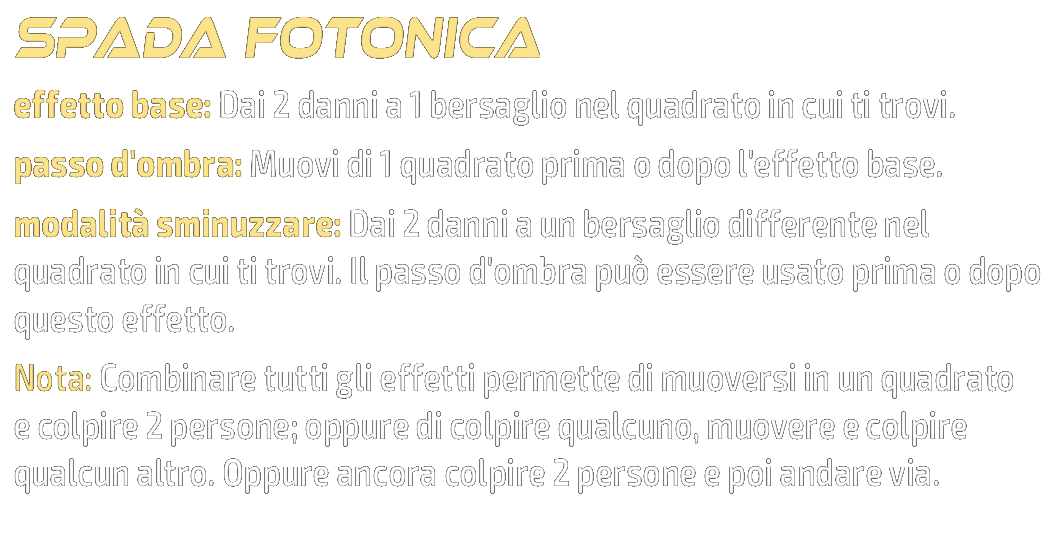 SPADA FOTONICA
effetto base: Dai 2 danni a 1 bersaglio nel quadrato in cui ti trovi.
passo d'ombra: Muovi di 1 quadrato prima o dopo l'effetto base.
modalità sminuzzare: Dai 2 danni a un bersaglio differente nel
quadrato in cui ti trovi. Il passo d'ombra può essere usato prima o dopo
questo effetto.
Nota: Combinare tutti gli effetti permette di muoversi in un quadrato
e colpire 2 persone; oppure di colpire qualcuno, muovere e colpire
qualcun altro. Oppure ancora colpire 2 persone e poi andare via.